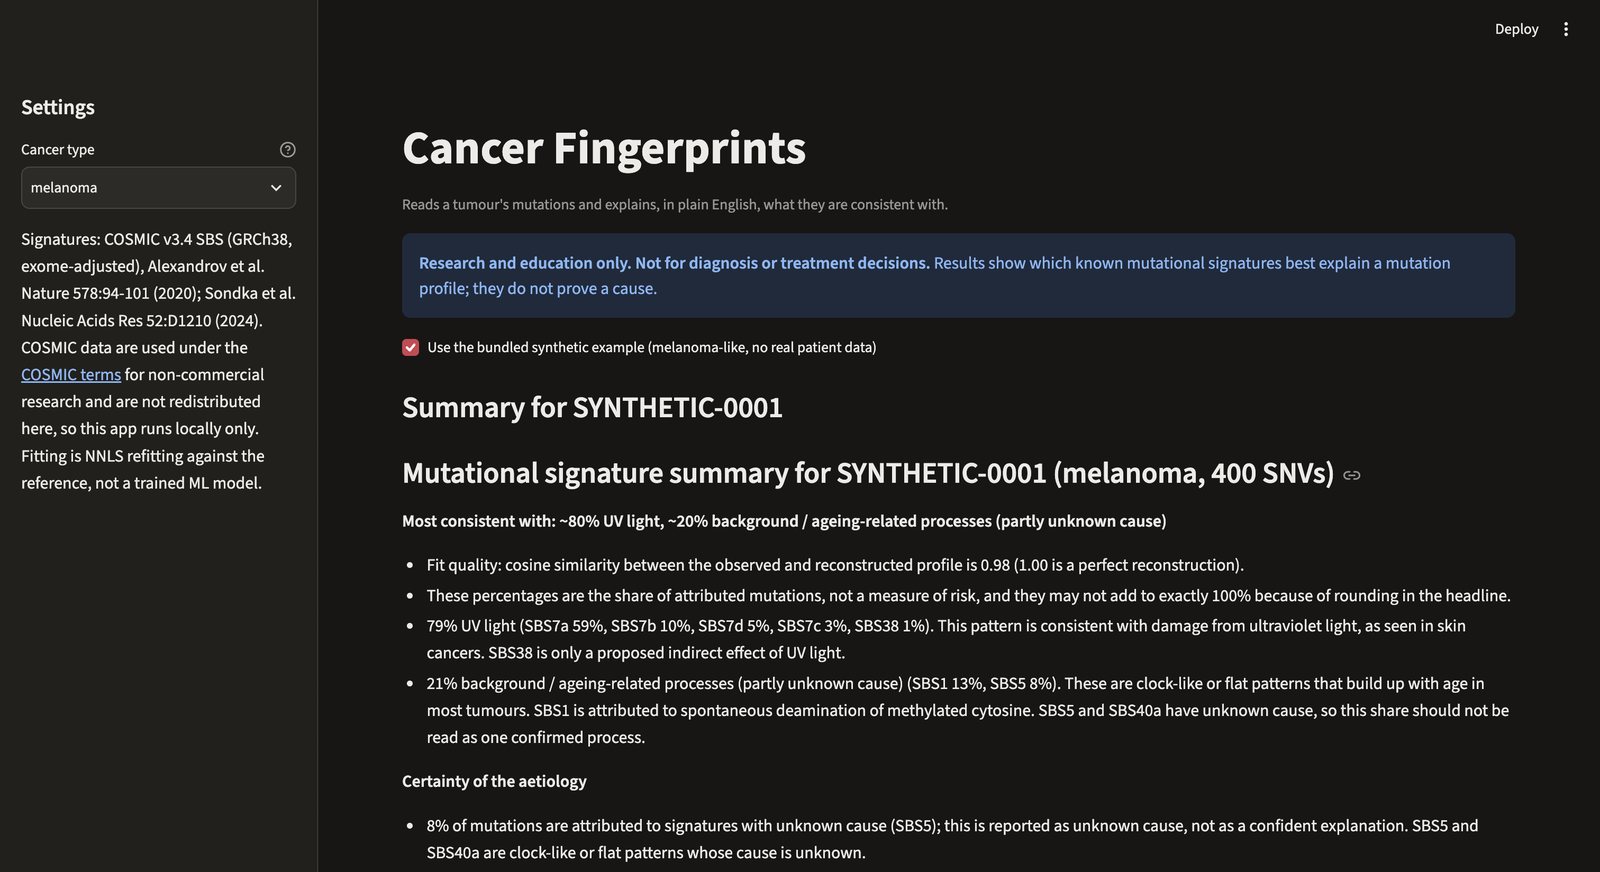 Deploy
Settings
Cancer type
melanoma
Signatures: COSMIC v3.4 SBS (GRCh38,
exome-adjusted), Alexandrov et al.
Nature 578:94-101 (2020); Sondka et al.
Nucleic Acids Res 52:D1210 (2024).
COSMIC data are used under the
COSMIC terms for non-commercial
research and are not redistributed
here, so this app runs locally only.
Fitting is NNLS refitting against the
reference, not a trained ML model.
Cancer Fingerprints
Reads a tumour's mutations and explains, in plain English, what they are consistent with.
Research and education only. Not for diagnosis or treatment decisions. Results show which known mutational signatures best explain a mutation
profile; they do not prove a cause.
Use the bundled synthetic example (melanoma-like, no real patient data)
Summary for SYNTHETIC-0001
Mutational signature summary for SYNTHETIC-0001 (melanoma, 400 SNVs)
Most consistent with: ~80% UV light, ~20% background / ageing-related processes (partly unknown cause)
• Fit quality: cosine similarity between the observed and reconstructed profile is 0.98 (1.00 is a perfect reconstruction).
• These percentages are the share of attributed mutations, not a measure of risk, and they may not add to exactly 100% because of rounding in the headline.
• 79% UV light (SBS7a 59%, SBS7b 10%, SBS7d 5%, SBS7c 3%, SBS38 1%). This pattern is consistent with damage from ultraviolet light, as seen in skin
cancers. SBS38 is only a proposed indirect effect of UV light.
• 21% background / ageing-related processes (partly unknown cause) (SBS1 13%, SBS5 8%). These are clock-like or flat patterns that build up with age in
most tumours. SBS1 is attributed to spontaneous deamination of methylated cytosine. SBS5 and SBS40a have unknown cause, so this share should not be
read as one confirmed process.
Certainty of the aetiology
• 8% of mutations are attributed to signatures with unknown cause (SBS5); this is reported as unknown cause, not as a confident explanation. SBS5 and
SBS40a are clock-like or flat patterns whose cause is unknown.